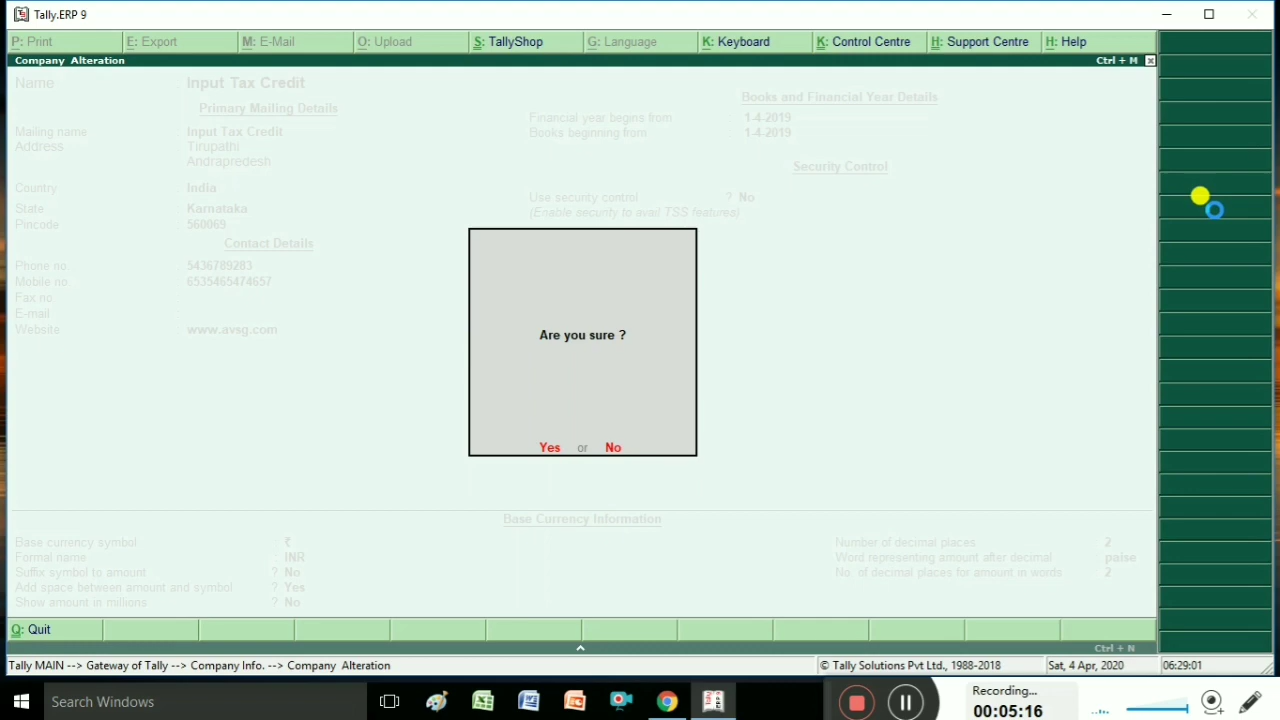 Tally.ERP 9
P: Print E: Export M: E-Mail O: Upload S: TallyShop G: Language K: Keyboard K: Control Centre H: Support Centre H: Help
Company Alteration Ctrl + M
Name : Input Tax Credit
Primary Mailing Details
Mailing name : Input Tax Credit
Address : Tirupathi
Andrapredesh
Country : India
State : Karnataka
Pincode : 560069
Contact Details
Phone no : 5436789283
Mobile no : 6535465474657
Fax no :
E-mail :
Website : www.avsg.com
Books and Financial Year Details
Financial year begins from : 1-4-2019
Books beginning from : 1-4-2019
Security Control
Use security control ? No
(Enable security to avail TSS features)
Are you sure ?
Yes or No
Base Currency Information
Base currency symbol : ₹
Formal name : INR
Suffix symbol to amount ? No
Add space between amount and symbol ? Yes
Show amount in millions ? No
Number of decimal places : 2
Word representing amount after decimal : paise
No. of decimal places for amount in words : 2
Q: Quit
Ctrl + N
Tally MAIN --> Gateway of Tally --> Company Info. --> Company Alteration © Tally Solutions Pvt Ltd., 1988-2018 Sat, 4 Apr, 2020 06:29:01
Search Windows
Recording...
00:05:16